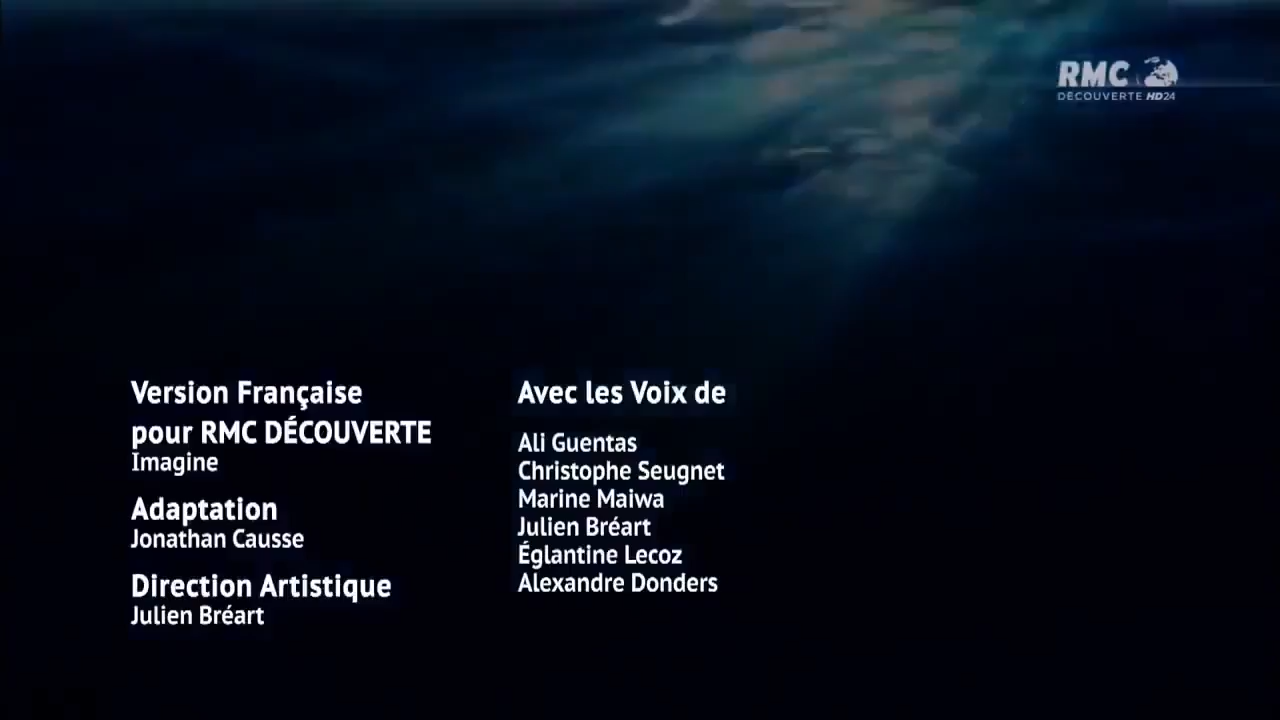 RMC
DÉCOUVERTE HD24
Version Française
pour RMC DÉCOUVERTE
Imagine
Adaptation
Jonathan Causse
Direction Artistique
Julien Bréart
Avec les Voix de
Ali Guentas
Christophe Seugnet
Marine Maiwa
Julien Bréart
Églantine Lecoz
Alexandre Donders